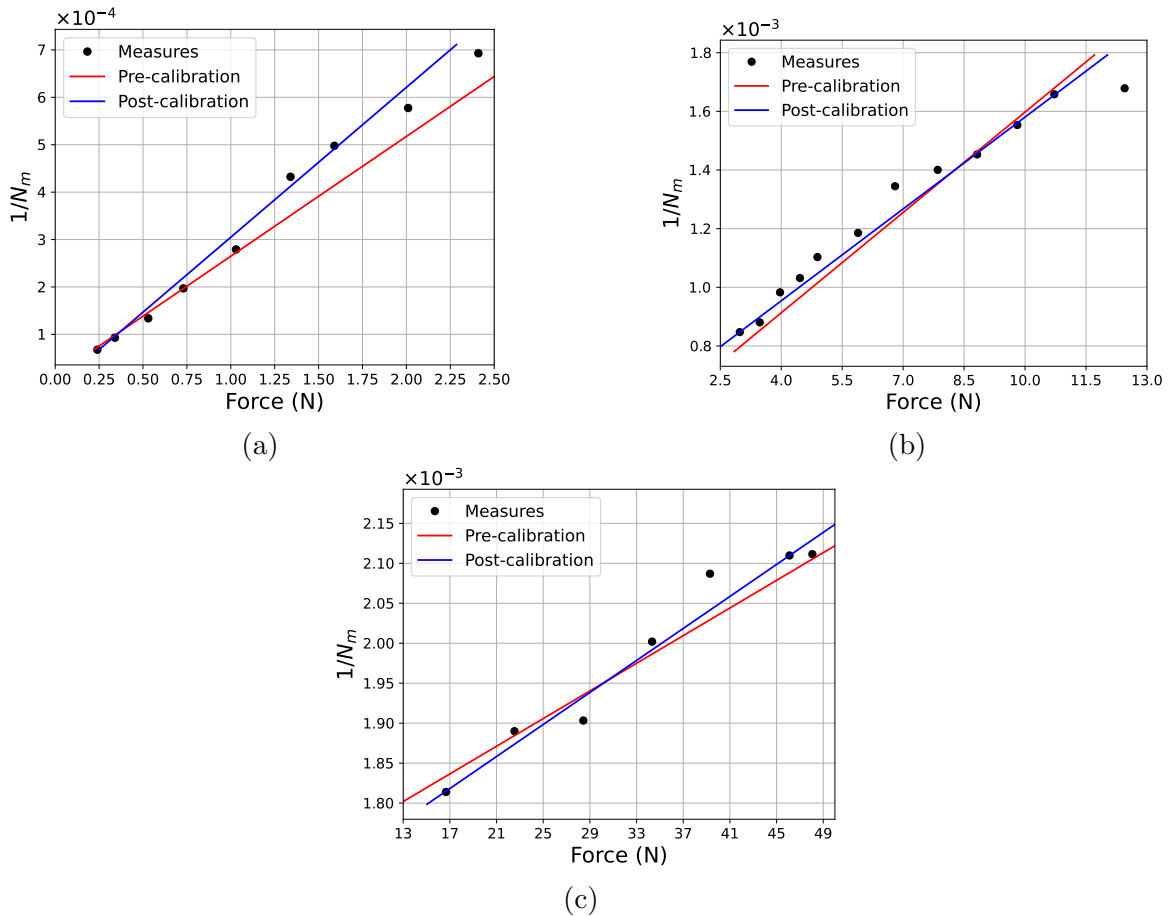 ×10−4
7
6
5
4
3
2
1
1/Nm
Measures
Pre-calibration
Post-calibration
0.00 0.25 0.50 0.75 1.00 1.25 1.50 1.75 2.00 2.25 2.50
Force (N)
(a)
×10−3
1.8
1.6
1.4
1.2
1.0
0.8
1/Nm
Measures
Pre-calibration
Post-calibration
2.5 4.0 5.5 7.0 8.5 10.0 11.5 13.0
Force (N)
(b)
×10−3
2.15
2.10
2.05
2.00
1.95
1.90
1.85
1.80
1/Nm
Measures
Pre-calibration
Post-calibration
13 17 21 25 29 33 37 41 45 49
Force (N)
(c)